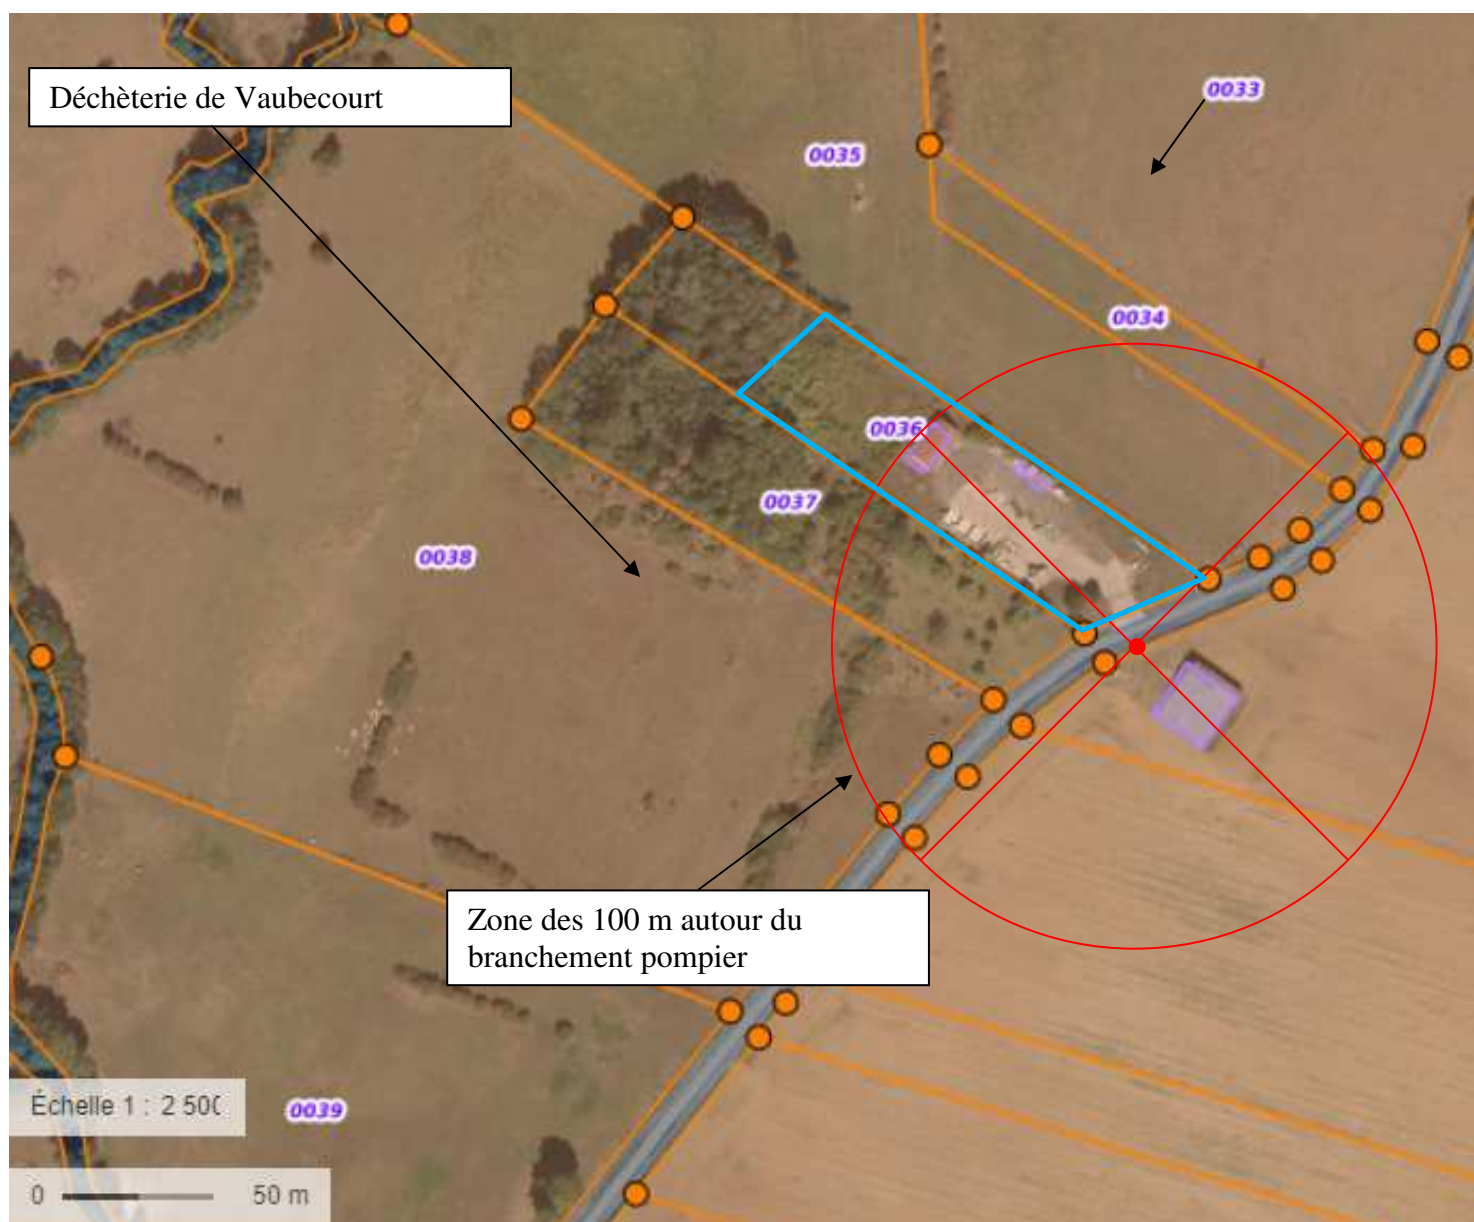 Déchèterie de Vaubecourt
0033
0035
0034
0036
0037
0038
Zone des 100 m autour du
branchement pompier
Échelle 1 : 2 500
0039
0 50 m